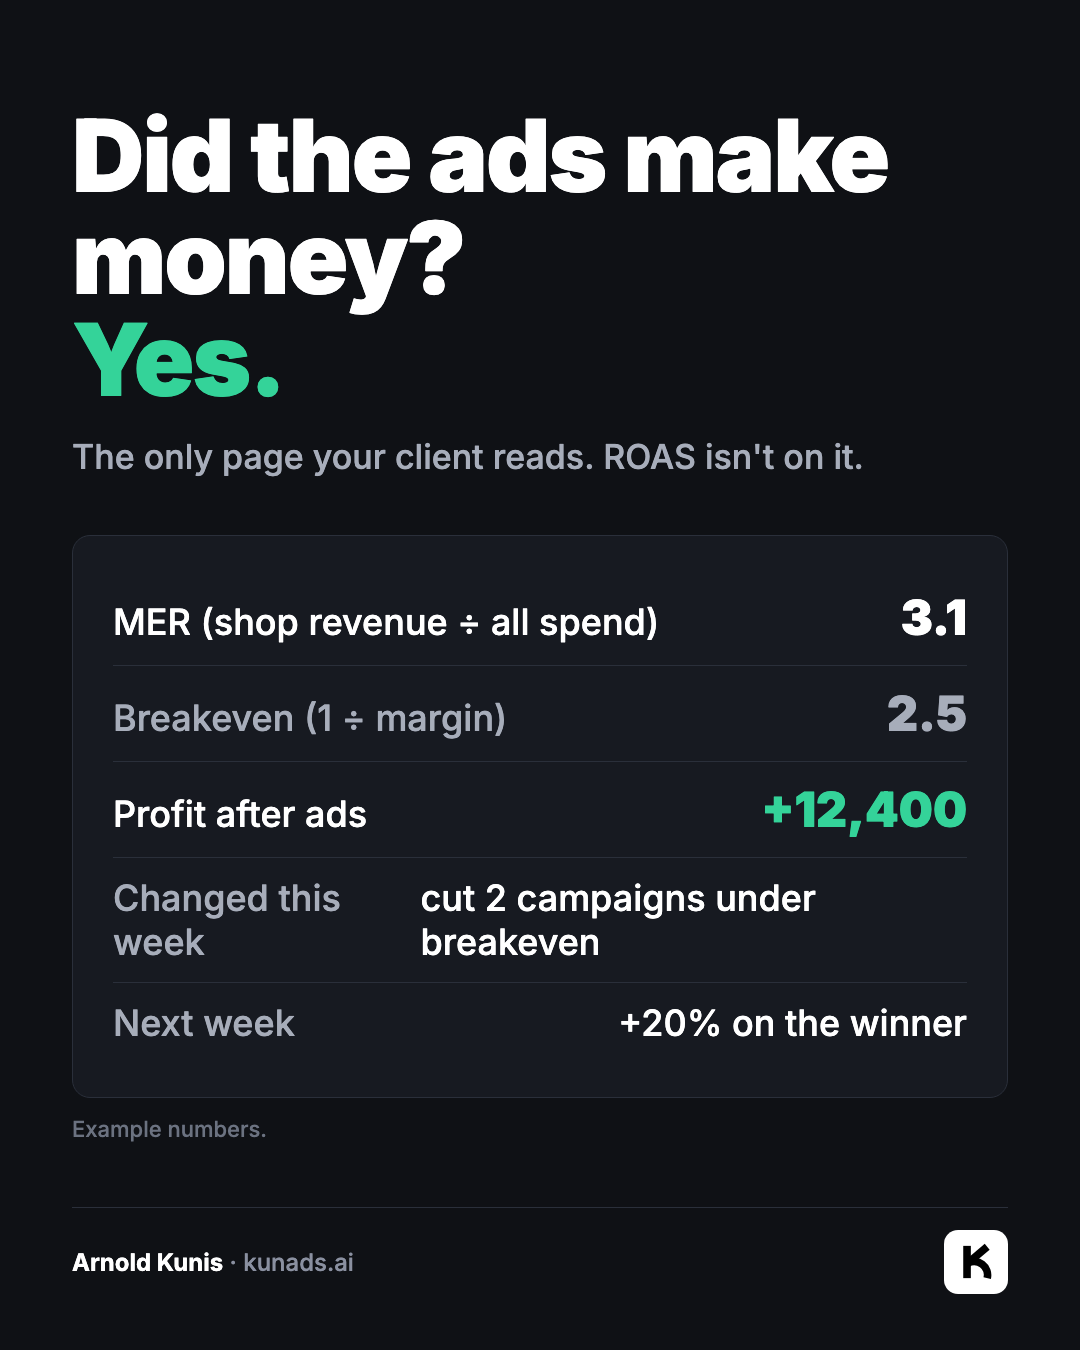 Did the ads make
money?
Yes.
The only page your client reads. ROAS isn't on it.
MER (shop revenue ÷ all spend) 3.1
Breakeven (1 ÷ margin) 2.5
Profit after ads +12,400
Changed this week cut 2 campaigns under breakeven
Next week +20% on the winner
Example numbers.
Arnold Kunis · kunads.ai
K